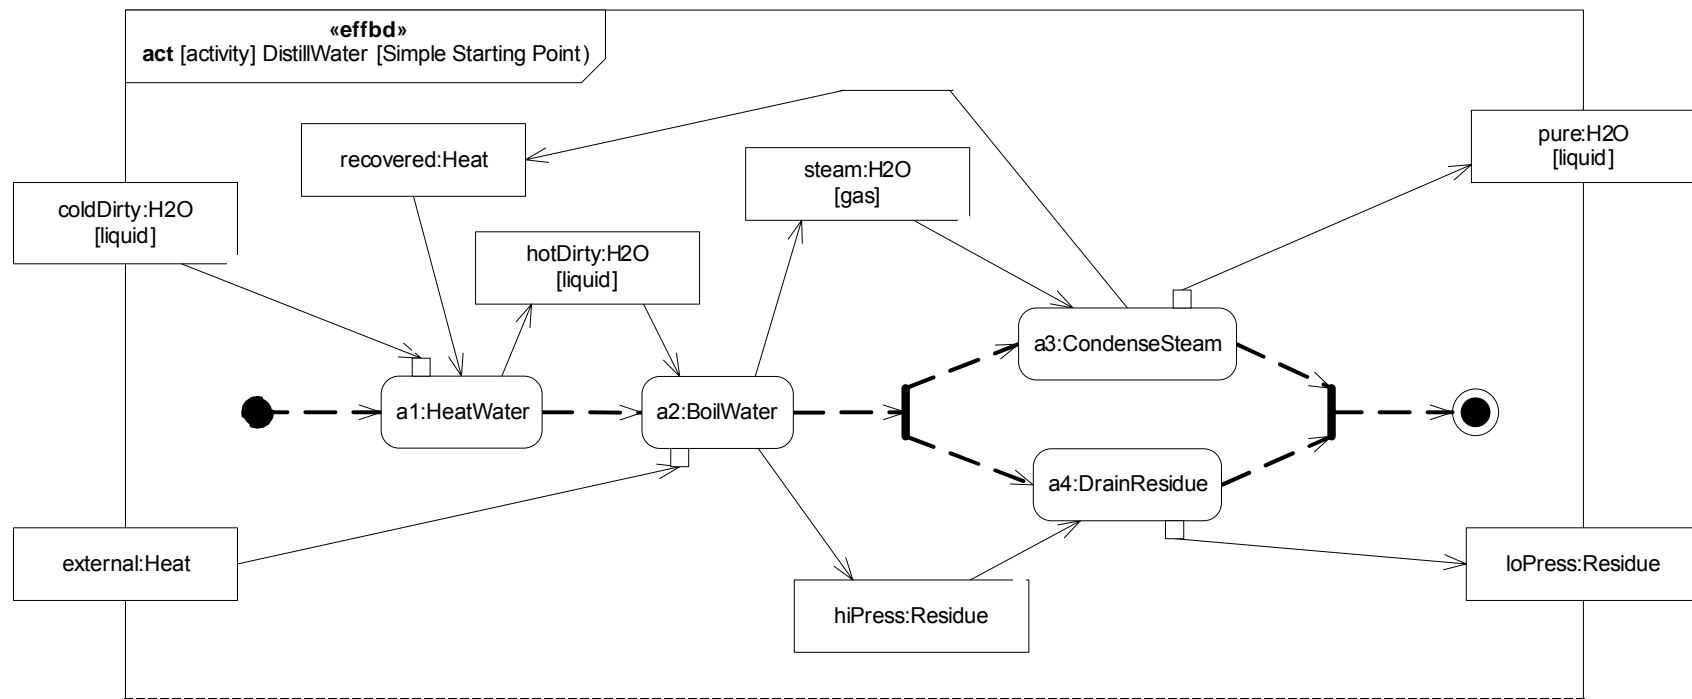 «effbd»
act [activity] DistillWater [Simple Starting Point)
recovered:Heat
pure:H2O
[liquid]
steam:H2O
[gas]
coldDirty:H2O
[liquid]
hotDirty:H2O
[liquid]
a3:CondenseSteam
a1:HeatWater
a2:BoilWater
a4:DrainResidue
external:Heat
loPress:Residue
hiPress:Residue